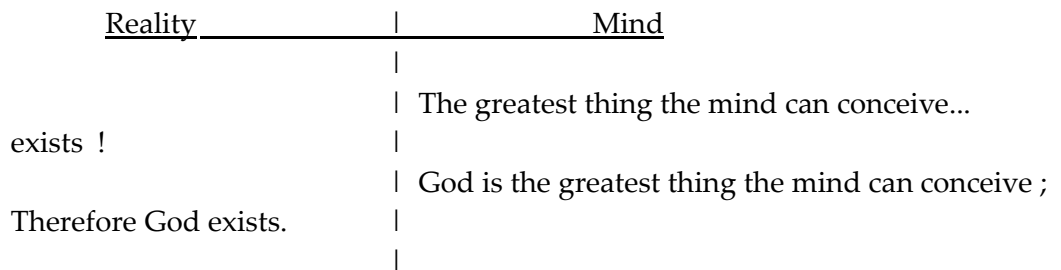 Reality | Mind
|
| The greatest thing the mind can conceive...
exists ! |
| God is the greatest thing the mind can conceive ;
Therefore God exists. |
|